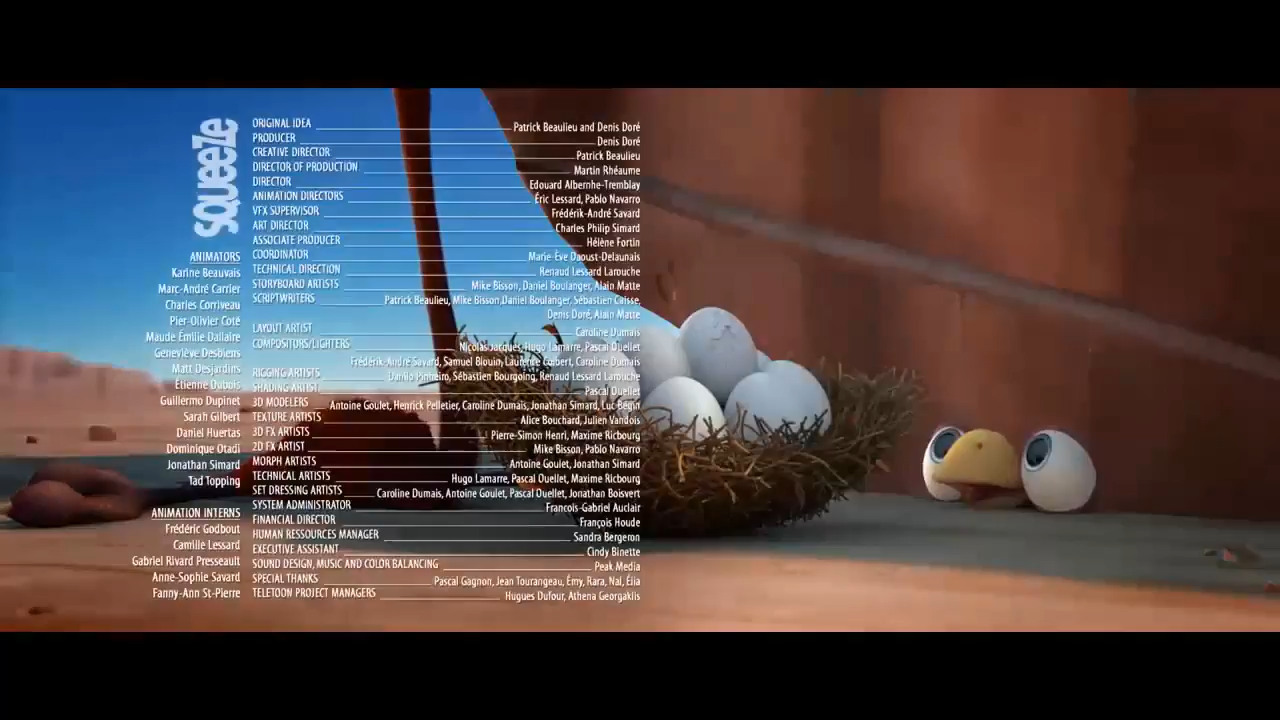 squeeze
ANIMATORS
Karine Beauvais
Marc-André Carrier
Charles Corriveau
Pier-Olivier Coté
Maude Émilie Dallaire
Geneviève Desbiens
Matt Desjardins
Étienne Dubois
Guillermo Dupinet
Sarah Gilbert
Daniel Huertas
Dominique Otadi
Jonathan Simard
Tad Topping
ANIMATION INTERNS
Frédéric Godbout
Camille Lessard
Gabriel Rivard Presseault
Anne-Sophie Savard
Fanny-Ann St-Pierre
ORIGINAL IDEA Patrick Beaulieu and Denis Doré
PRODUCER Denis Doré
CREATIVE DIRECTOR Patrick Beaulieu
DIRECTOR OF PRODUCTION Martin Rhéaume
DIRECTOR Edouard Albernhe-Tremblay
ANIMATION DIRECTORS Éric Lessard, Pablo Navarro
VFX SUPERVISOR Frédérik-André Savard
ART DIRECTOR Charles Philip Simard
ASSOCIATE PRODUCER Hélène Fortin
COORDINATOR Marie-Ève Daoust-Delaunais
TECHNICAL DIRECTION Renaud Lessard Larouche
STORYBOARD ARTISTS Mike Bisson, Daniel Boulanger, Alain Matte
SCRIPTWRITERS Patrick Beaulieu, Mike Bisson, Daniel Boulanger, Sébastien Caisse,
Denis Doré, Alain Matte
LAYOUT ARTIST Caroline Dumais
COMPOSITORS/LIGHTERS Nicolas Jacques, Hugo Lamarre, Pascal Ouellet
Frédérik-André Savard, Samuel Blouin, Laurence Corbert, Caroline Dumais
RIGGING ARTISTS Danilo Pinheiro, Sébastien Bourgoing, Renaud Lessard Larouche
SHADING ARTIST Pascal Ouellet
3D MODELERS Antoine Goulet, Henrick Pelletier, Caroline Dumais, Jonathan Simard, Luc Bégin
TEXTURE ARTISTS Alice Bouchard, Julien Vandois
3D FX ARTISTS Pierre-Simon Henri, Maxime Ricbourg
2D FX ARTIST Mike Bisson, Pablo Navarro
MORPH ARTISTS Antoine Goulet, Jonathan Simard
TECHNICAL ARTISTS Hugo Lamarre, Pascal Ouellet, Maxime Ricbourg
SET DRESSING ARTISTS Caroline Dumais, Antoine Goulet, Pascal Ouellet, Jonathan Boisvert
SYSTEM ADMINISTRATOR Francois-Gabriel Auclair
FINANCIAL DIRECTOR François Houde
HUMAN RESSOURCES MANAGER Sandra Bergeron
EXECUTIVE ASSISTANT Cindy Binette
SOUND DESIGN, MUSIC AND COLOR BALANCING Peak Media
SPECIAL THANKS Pascal Gagnon, Jean Tourangeau, Émy, Rara, Nal, Élia
TELETOON PROJECT MANAGERS Hugues Dufour, Athena Georgaklis